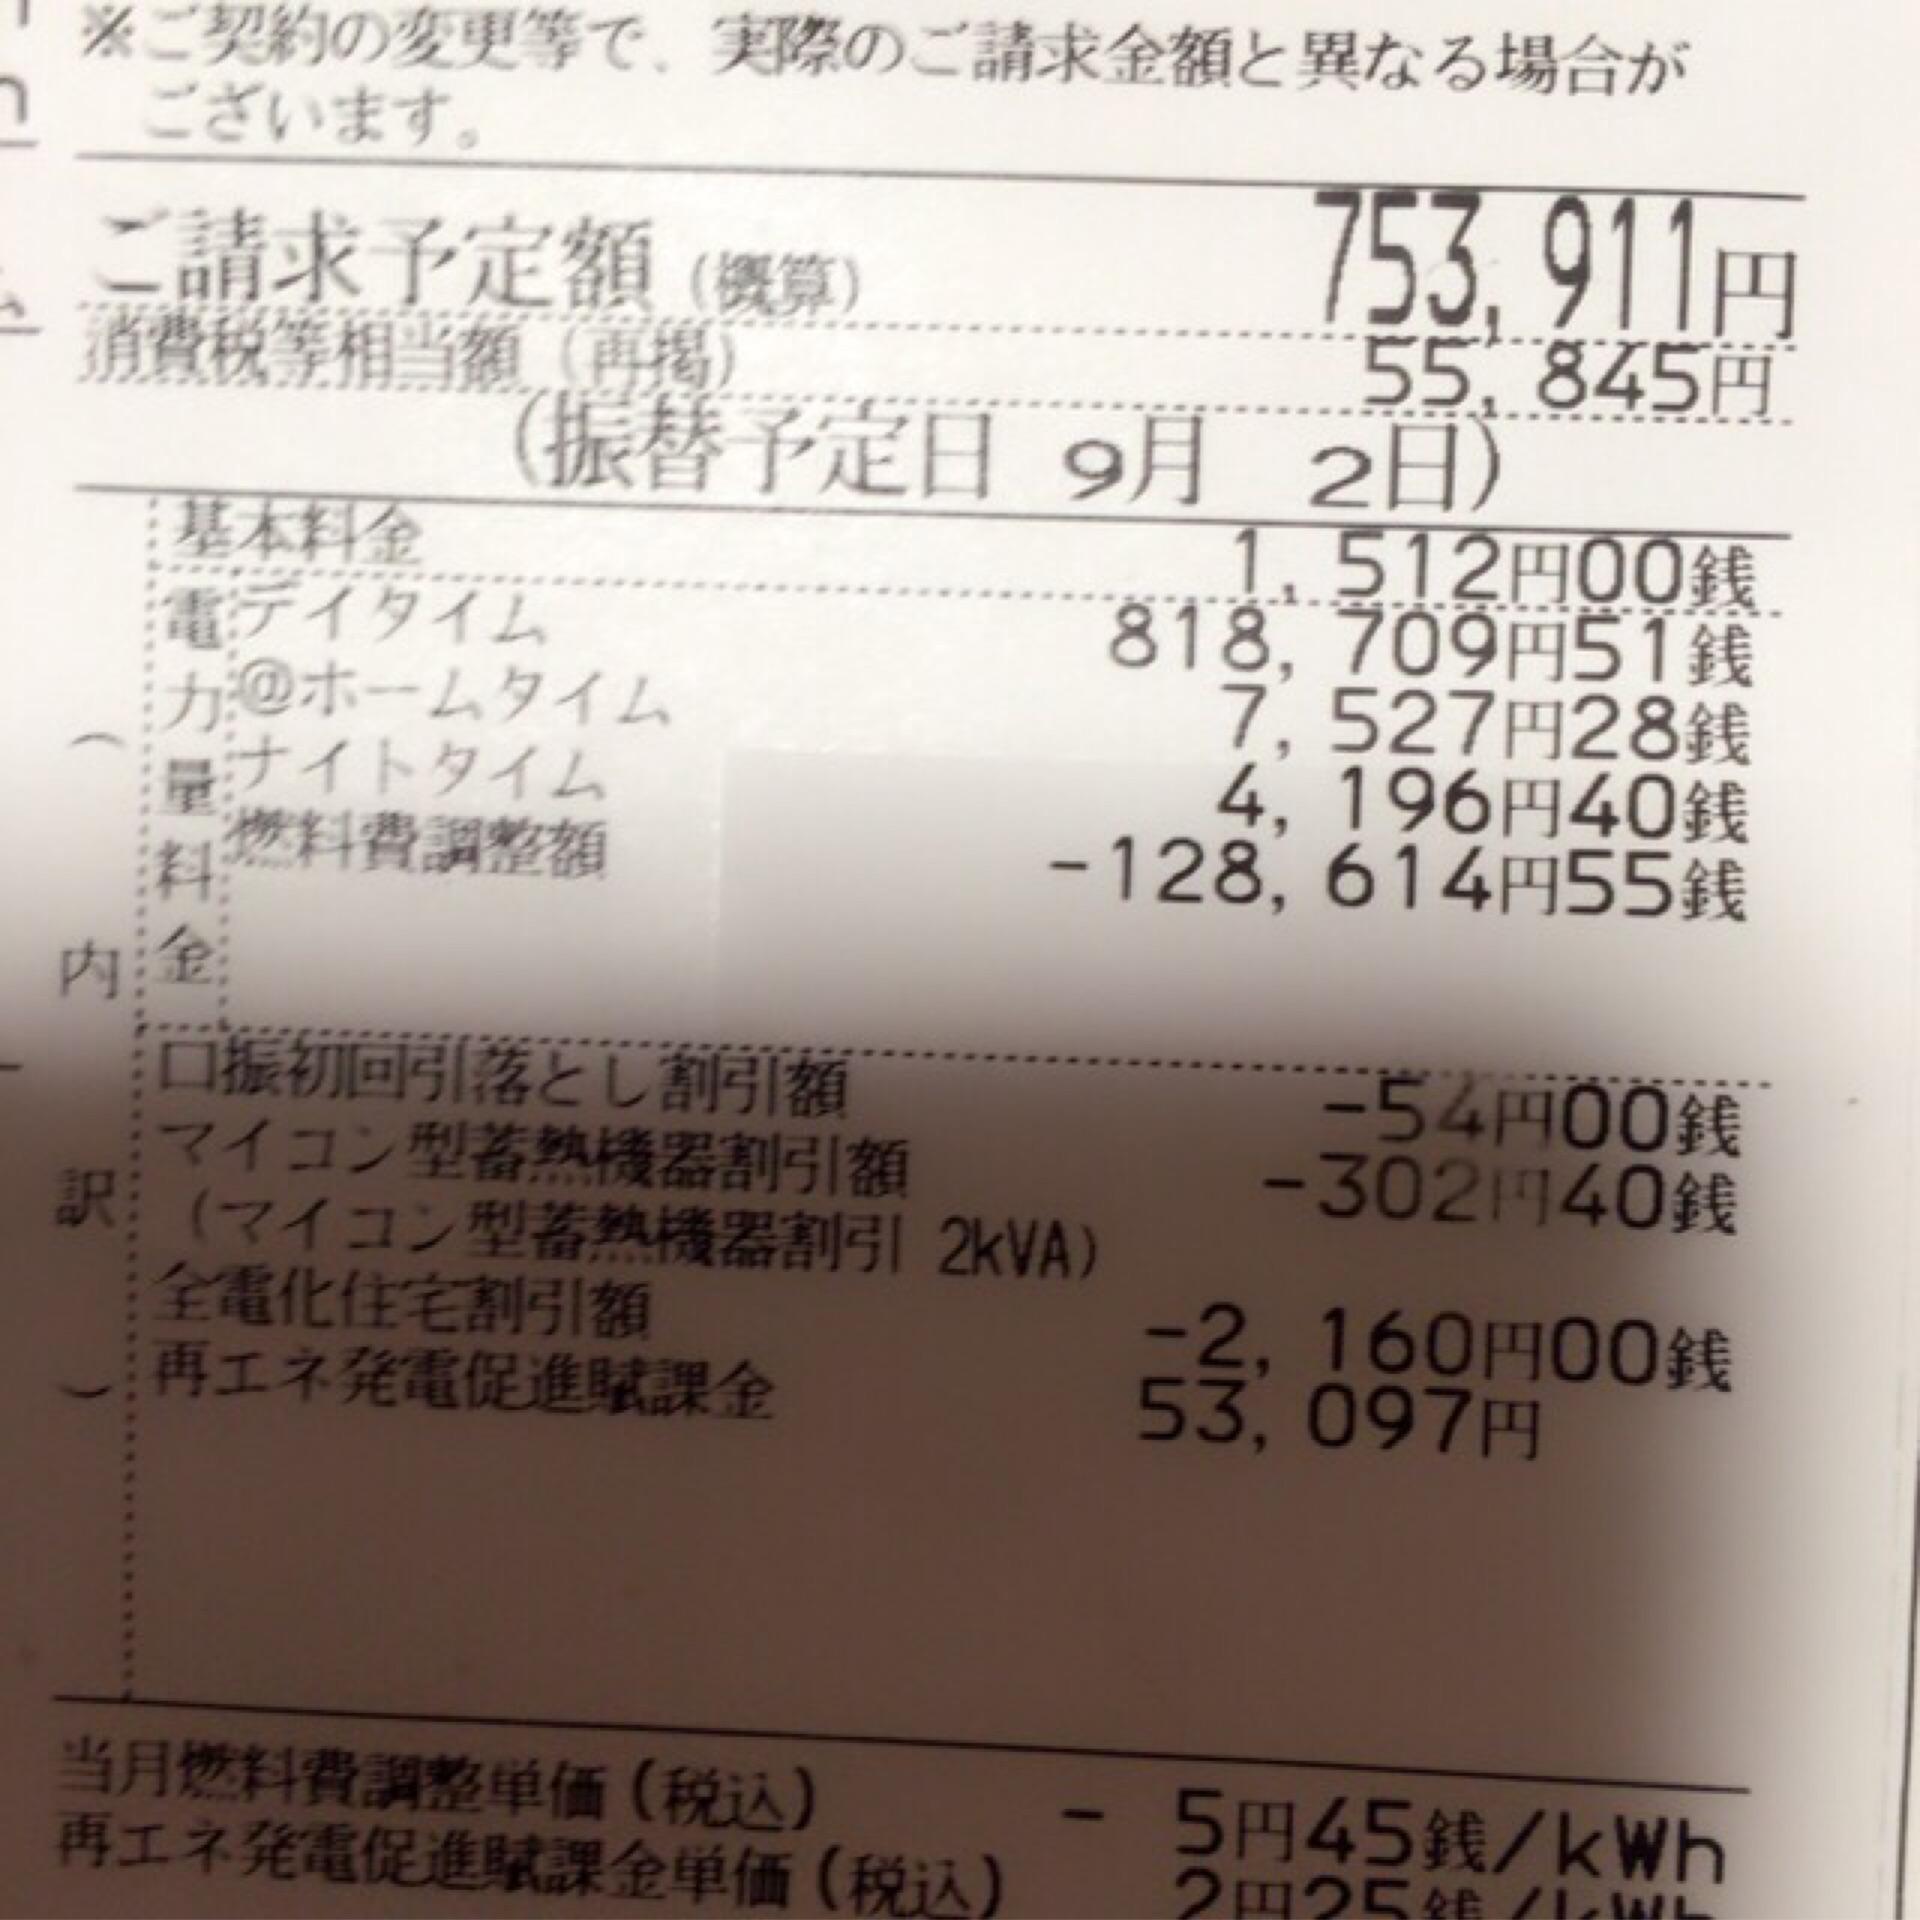 ※ご契約の変更等で、実際のご請求金額と異なる場合が
ございます。
ご請求予定額(概算) 753,911円
消費税等相当額(再掲) 55,845円
(振替予定日 9月 2日)
内訳
基本料金 1,512円00銭
電力量料金
デイタイム 818,709円51銭
@ホームタイム 7,527円28銭
ナイトタイム 4,196円40銭
燃料費調整額 -128,614円55銭
口振初回引落とし割引額 -54円00銭
マイコン型蓄熱機器割引額 -302円40銭
(マイコン型蓄熱機器割引 2kVA)
全電化住宅割引額 -2,160円00銭
再エネ発電促進賦課金 53,097円
当月燃料費調整単価(税込) - 5円45銭/kWh
再エネ発電促進賦課金単価(税込) 2円25銭/kWh